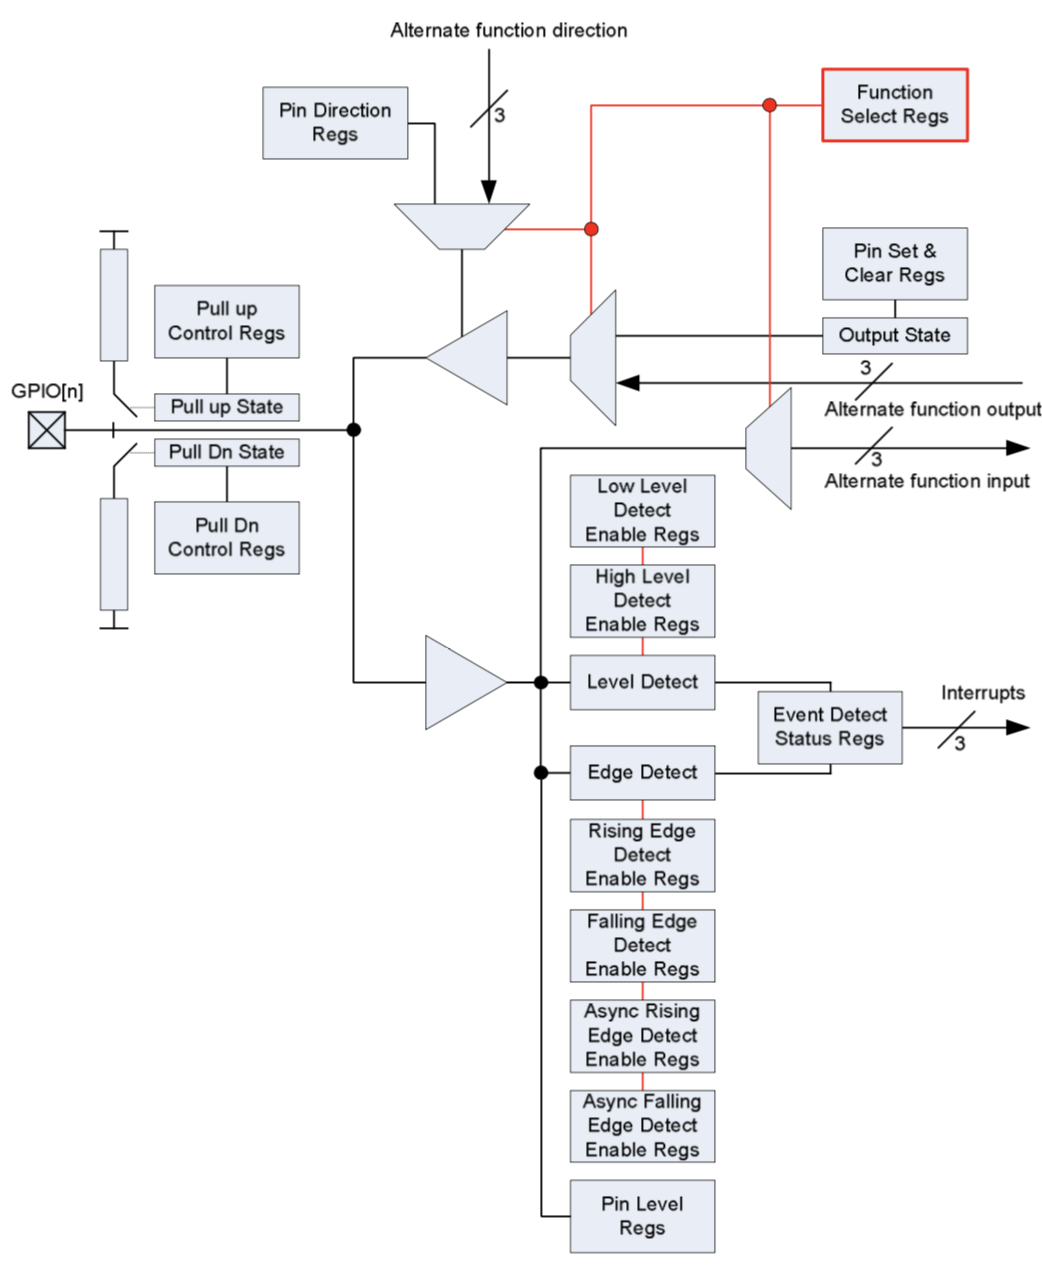 Alternate function direction
Pin Direction
Regs
3
Function
Select Regs
Pin Set &
Clear Regs
Output State
3
Alternate function output
3
Alternate function input
Pull up
Control Regs
Pull up State
GPIO[n]
Pull Dn State
Pull Dn
Control Regs
Low Level
Detect
Enable Regs
High Level
Detect
Enable Regs
Level Detect
Event Detect
Status Regs
Interrupts
3
Edge Detect
Rising Edge
Detect
Enable Regs
Falling Edge
Detect
Enable Regs
Async Rising
Edge Detect
Enable Regs
Async Falling
Edge Detect
Enable Regs
Pin Level
Regs